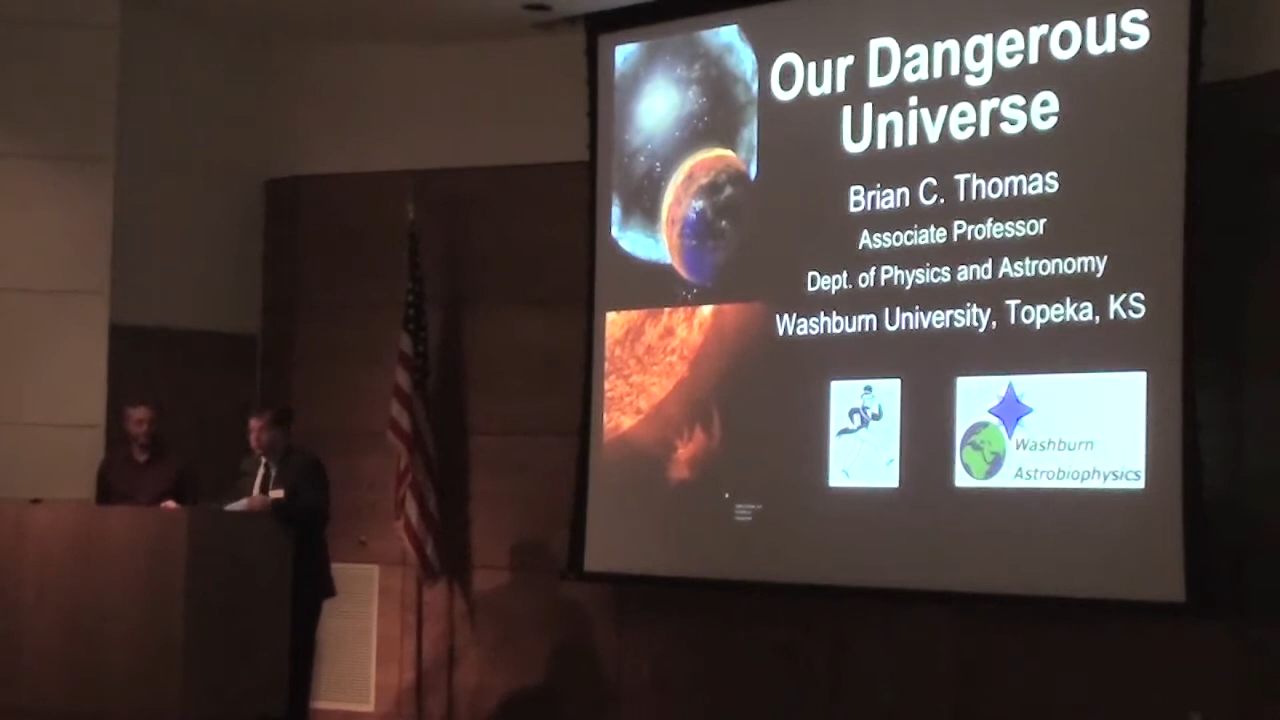 Our Dangerous
Universe
Brian C. Thomas
Associate Professor
Dept. of Physics and Astronomy
Washburn University, Topeka, KS
Washburn
Astrobiophysics